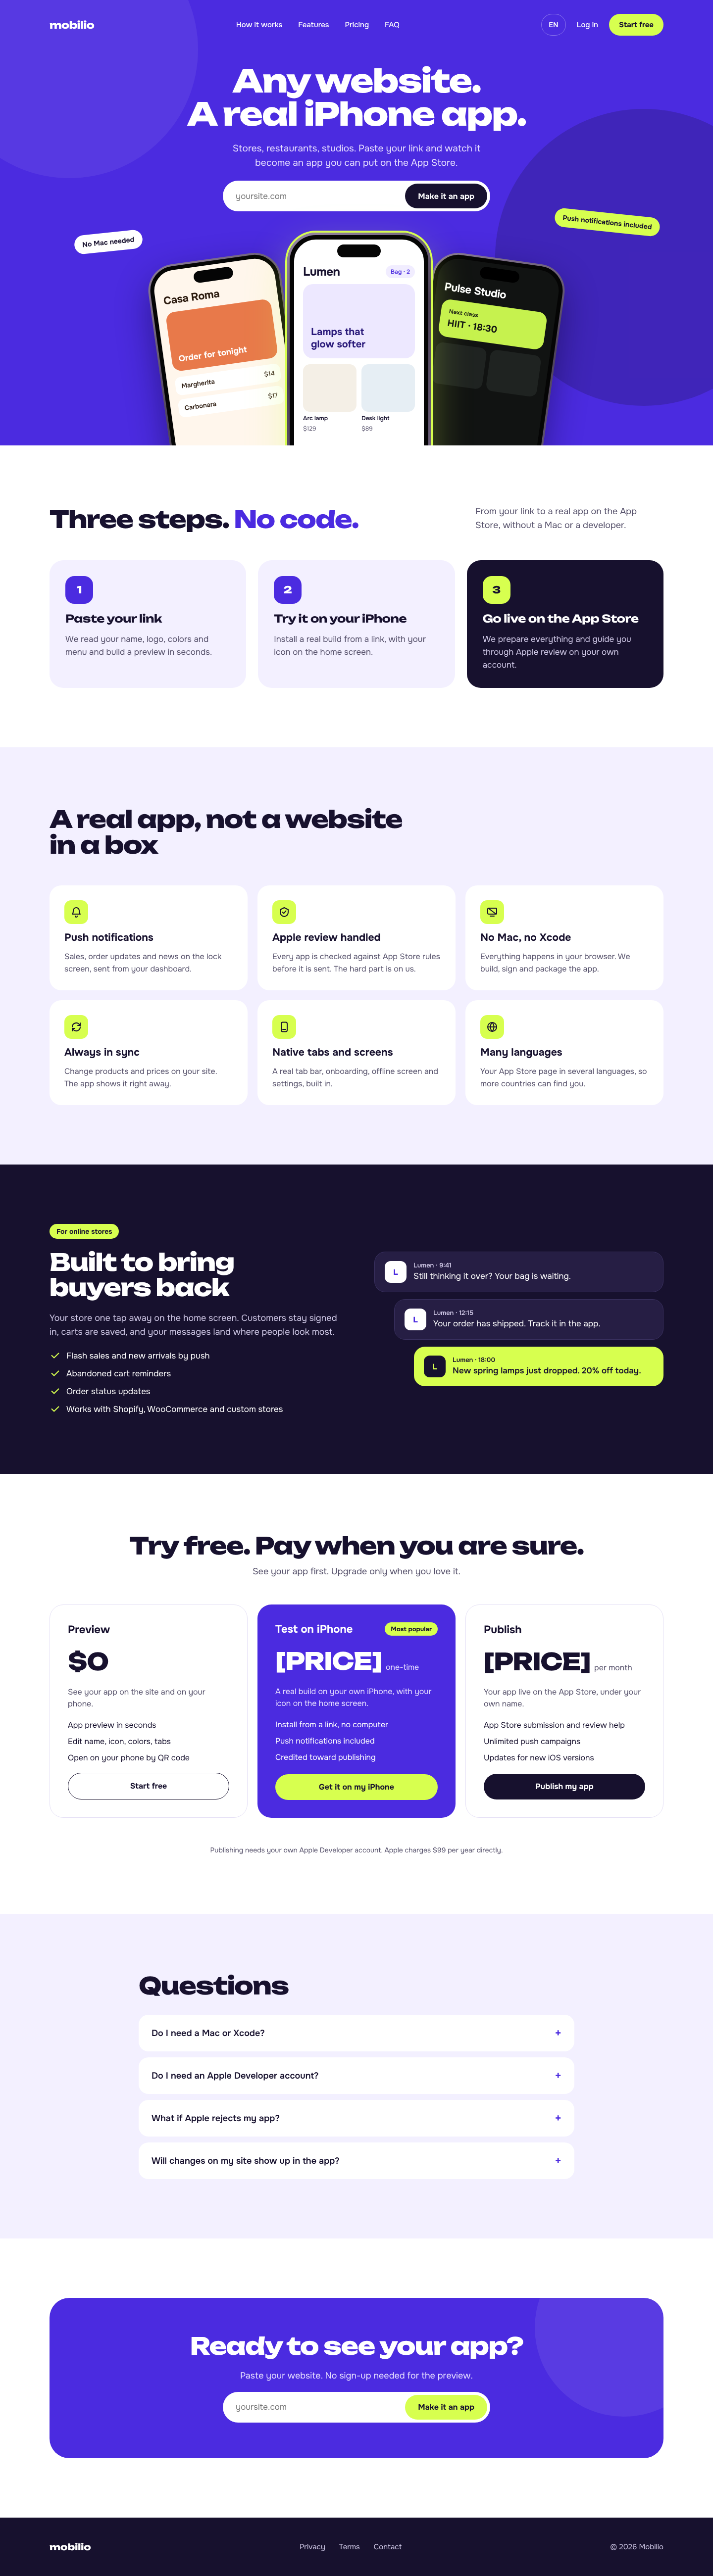 mobilio
How it works
Features
Pricing
FAQ
EN
Log in
Start free
Any website.
A real iPhone app.
Stores, restaurants, studios. Paste your link and watch it
become an app you can put on the App Store.
yoursite.com
Make it an app
No Mac needed
Push notifications included
Casa Roma
Order for tonight
Margherita
$14
Carbonara
$17
Lumen
Bag · 2
Lamps that
glow softer
Arc lamp
$129
Desk light
$89
Pulse Studio
Next class
HIIT · 18:30
Three steps. No code.
From your link to a real app on the App
Store, without a Mac or a developer.
1
Paste your link
We read your name, logo, colors and
menu and build a preview in seconds.
2
Try it on your iPhone
Install a real build from a link, with your
icon on the home screen.
3
Go live on the App Store
We prepare everything and guide you
through Apple review on your own
account.
A real app, not a website
in a box
Push notifications
Sales, order updates and news on the lock
screen, sent from your dashboard.
Apple review handled
Every app is checked against App Store rules
before it is sent. The hard part is on us.
No Mac, no Xcode
Everything happens in your browser. We
build, sign and package the app.
Always in sync
Change products and prices on your site.
The app shows it right away.
Native tabs and screens
A real tab bar, onboarding, offline screen and
settings, built in.
Many languages
Your App Store page in several languages, so
more countries can find you.
For online stores
Built to bring
buyers back
Your store one tap away on the home screen. Customers stay signed
in, carts are saved, and your messages land where people look most.
Flash sales and new arrivals by push
Abandoned cart reminders
Order status updates
Works with Shopify, WooCommerce and custom stores
L
Lumen · 9:41
Still thinking it over? Your bag is waiting.
L
Lumen · 12:15
Your order has shipped. Track it in the app.
L
Lumen · 18:00
New spring lamps just dropped. 20% off today.
Try free. Pay when you are sure.
See your app first. Upgrade only when you love it.
Preview
$0
See your app on the site and on your
phone.
App preview in seconds
Edit name, icon, colors, tabs
Open on your phone by QR code
Start free
Test on iPhone
Most popular
[PRICE] one-time
A real build on your own iPhone, with your
icon on the home screen.
Install from a link, no computer
Push notifications included
Credited toward publishing
Get it on my iPhone
Publish
[PRICE] per month
Your app live on the App Store, under your
own name.
App Store submission and review help
Unlimited push campaigns
Updates for new iOS versions
Publish my app
Publishing needs your own Apple Developer account. Apple charges $99 per year directly.
Questions
Do I need a Mac or Xcode?
+
Do I need an Apple Developer account?
+
What if Apple rejects my app?
+
Will changes on my site show up in the app?
+
Ready to see your app?
Paste your website. No sign-up needed for the preview.
yoursite.com
Make it an app
mobilio
Privacy
Terms
Contact
© 2026 Mobilio